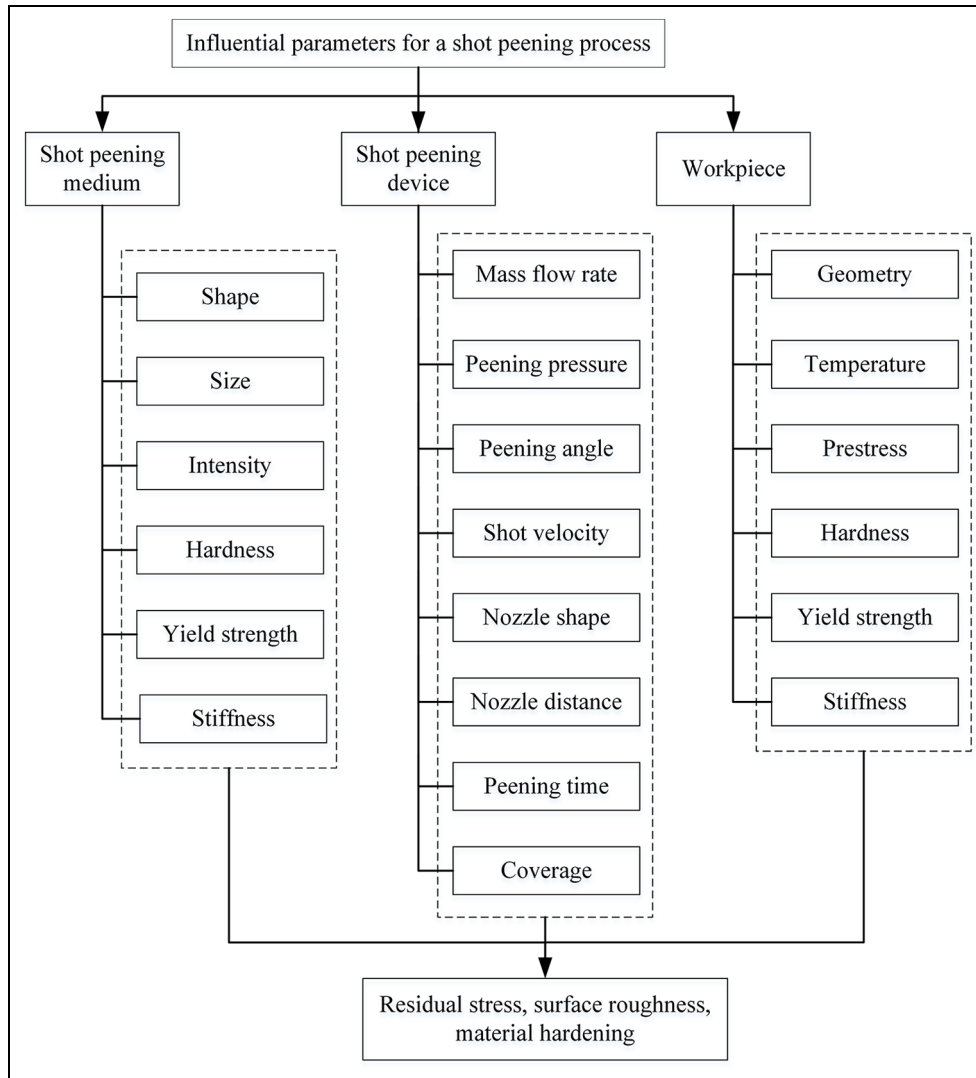 Influential parameters for a shot peening process
Shot peening
medium
Shot peening
device
Workpiece
Shape
Size
Intensity
Hardness
Yield strength
Stiffness
Mass flow rate
Peening pressure
Peening angle
Shot velocity
Nozzle shape
Nozzle distance
Peening time
Coverage
Geometry
Temperature
Prestress
Hardness
Yield strength
Stiffness
Residual stress, surface roughness,
material hardening